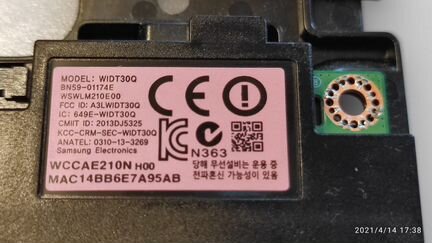 MODEL: WIDT30Q
BN59-01174E
WSWLM210E00
FCC ID: A3LWIDT30Q
IC: 649E-WIDT30Q
CMIIT ID: 2013DJ5325
KCC-CRM-SEC-WIDT30Q
ANATEL: 0310-13-3269
Samsung Electronics
WCCAE210N H00
MAC14BB6E7A95AB
CE
N363
당해 무선설비는 운용 중
전파혼신 가능성이 있음
2021/4/14 17:38